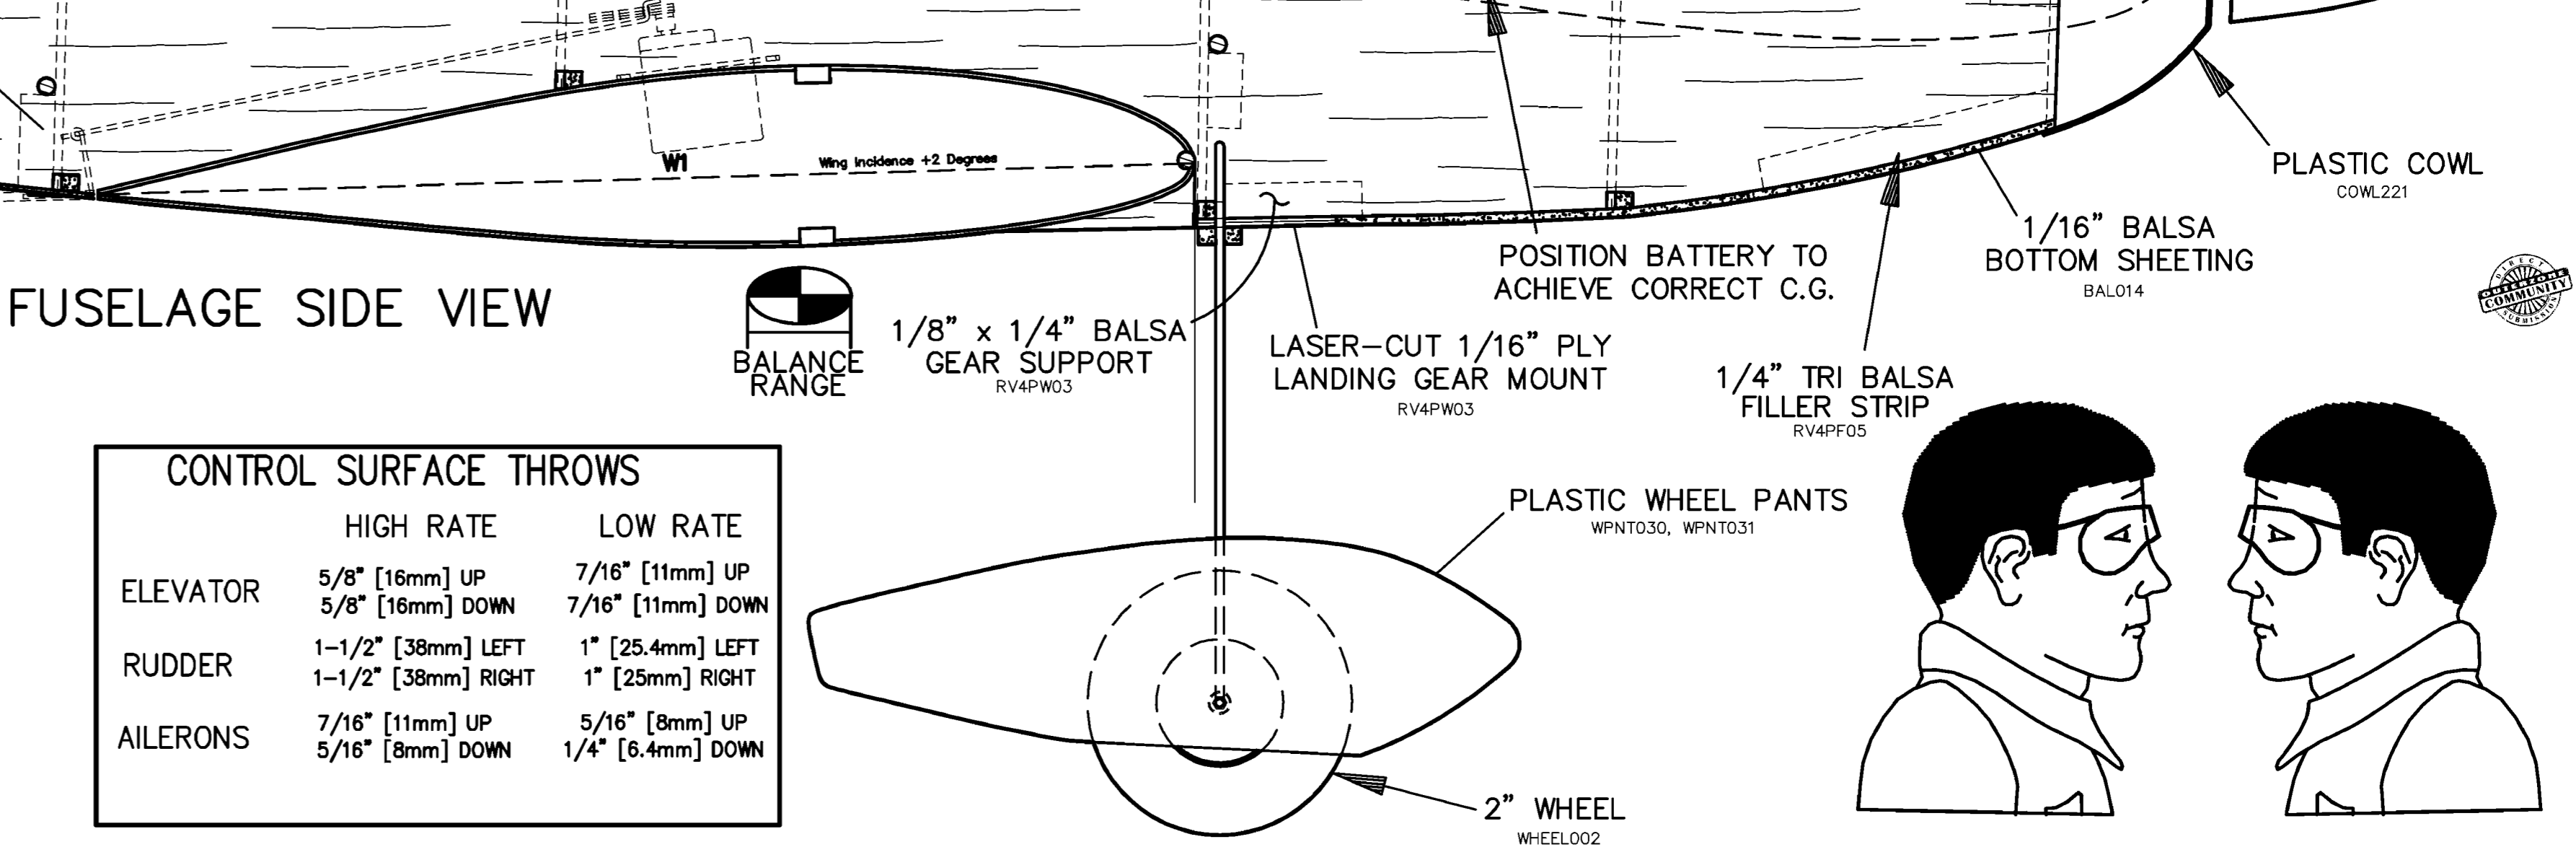 W1
Wing Incidence +2 Degrees
PLASTIC COWL
COWL221
1/16" BALSA
BOTTOM SHEETING
BAL014
POSITION BATTERY TO
ACHIEVE CORRECT C.G.
FUSELAGE SIDE VIEW
BALANCE
RANGE
1/8" x 1/4" BALSA
GEAR SUPPORT
RV4PW03
LASER-CUT 1/16" PLY
LANDING GEAR MOUNT
RV4PW03
1/4" TRI BALSA
FILLER STRIP
RV4PF05
DIRECT
OUTERZONE
COMMUNITY
SUBMISSION
CONTROL SURFACE THROWS
HIGH RATE LOW RATE
ELEVATOR
5/8" [16mm] UP 7/16" [11mm] UP
5/8" [16mm] DOWN 7/16" [11mm] DOWN
RUDDER
1-1/2" [38mm] LEFT 1" [25.4mm] LEFT
1-1/2" [38mm] RIGHT 1" [25mm] RIGHT
AILERONS
7/16" [11mm] UP 5/16" [8mm] UP
5/16" [8mm] DOWN 1/4" [6.4mm] DOWN
PLASTIC WHEEL PANTS
WPNT030, WPNT031
2" WHEEL
WHEEL002